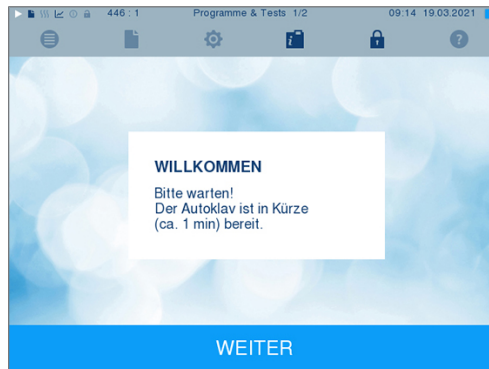 446 : 1 Programme & Tests 1/2 09:14 19.03.2021
WILLKOMMEN
Bitte warten!
Der Autoklav ist in Kürze
(ca. 1 min) bereit.
WEITER